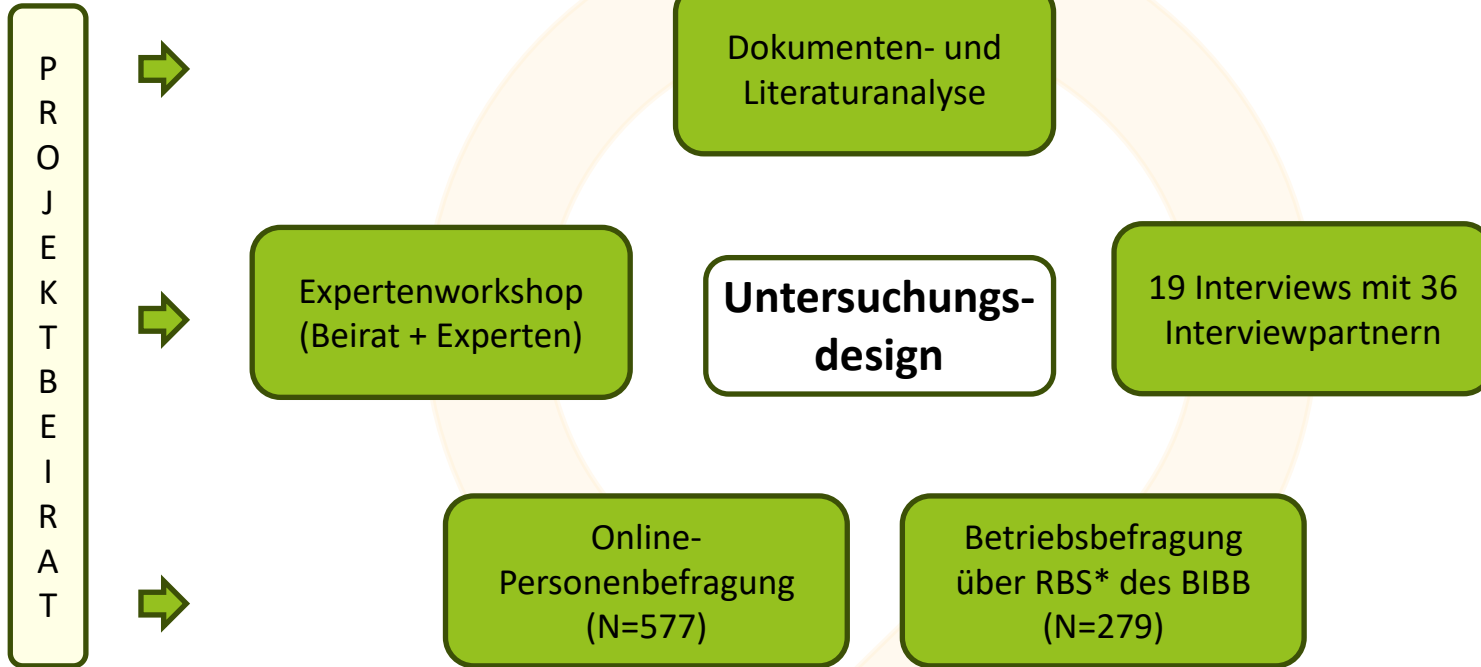 PROJEKTBEIRAT
Dokumenten- und
Literaturanalyse
Expertenworkshop
(Beirat + Experten)
Untersuchungs-
design
19 Interviews mit 36
Interviewpartnern
Online-
Personenbefragung
(N=577)
Betriebsbefragung
über RBS* des BIBB
(N=279)